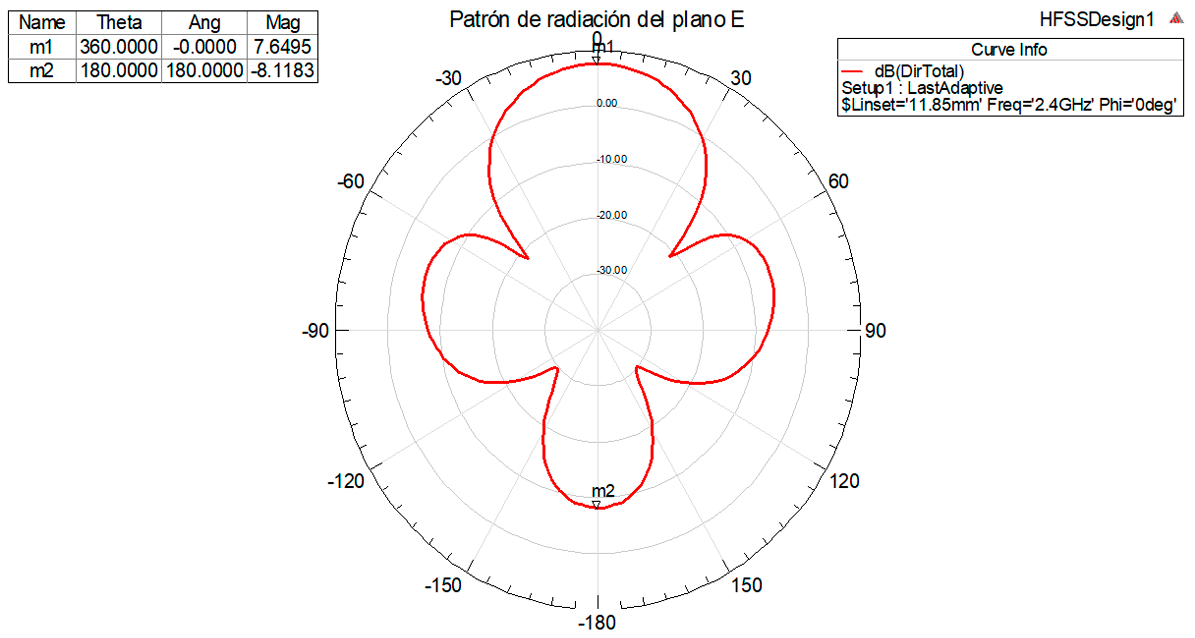 Patrón de radiación del plano E
HFSSDesign1
Name Theta Ang Mag
m1 360.0000 -0.0000 7.6495
m2 180.0000 180.0000 -8.1183
Curve Info
dB(DirTotal)
Setup1 : LastAdaptive
$Linset='11.85mm' Freq='2.4GHz' Phi='0deg'
0
m1
-30
30
0.00
-10.00
-60
60
-20.00
-30.00
-90
90
m2
-120
120
-150
150
-180